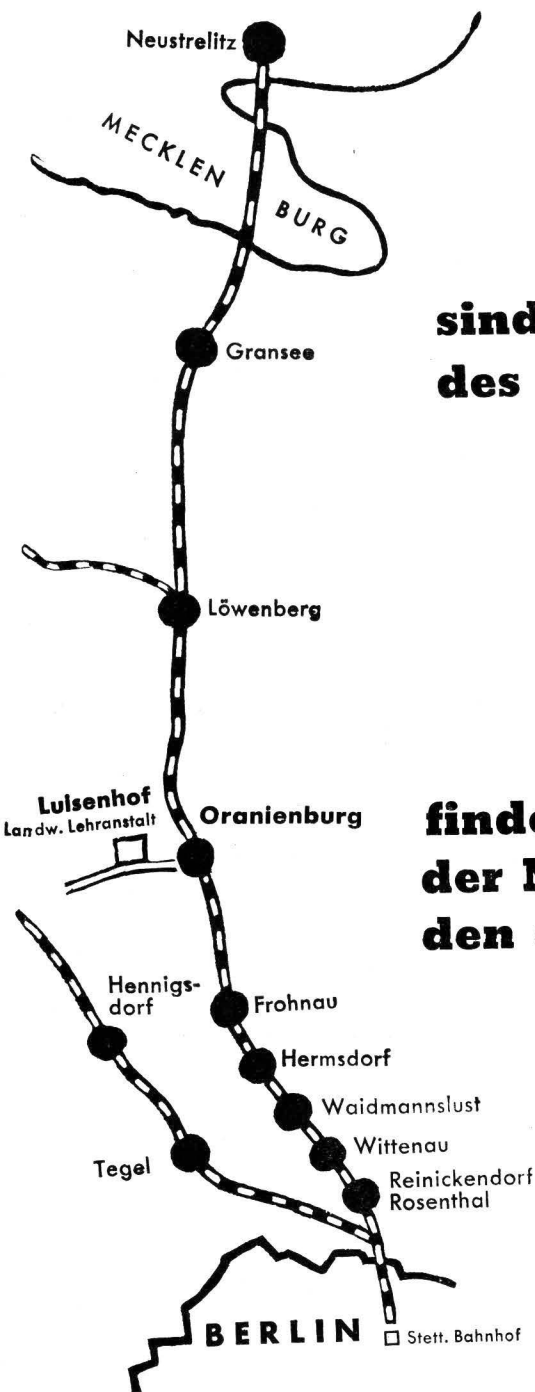 Neustrelitz
MECKLEN
BURG
sind
des
Gransee
Löwenberg
Luisenhof
Landw. Lehranstalt
Oranienburg
der
den
Hennigs-
dorf
Frohnau
Hermsdorf
Waidmannslust
Wittenau
Tegel
Reinickendorf
Rosenthal
BERLIN
Stett. Bahnhof